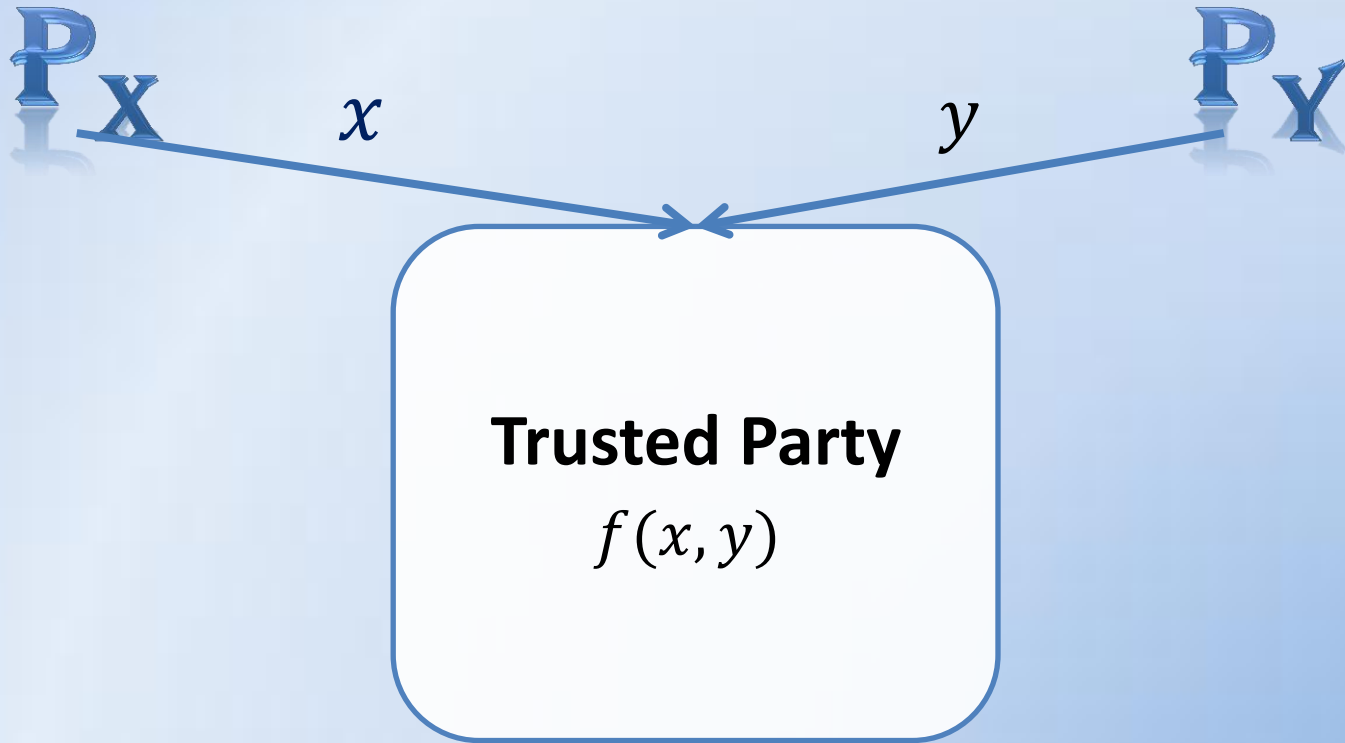 P X
x
y
P Y
Trusted Party
f(x, y)